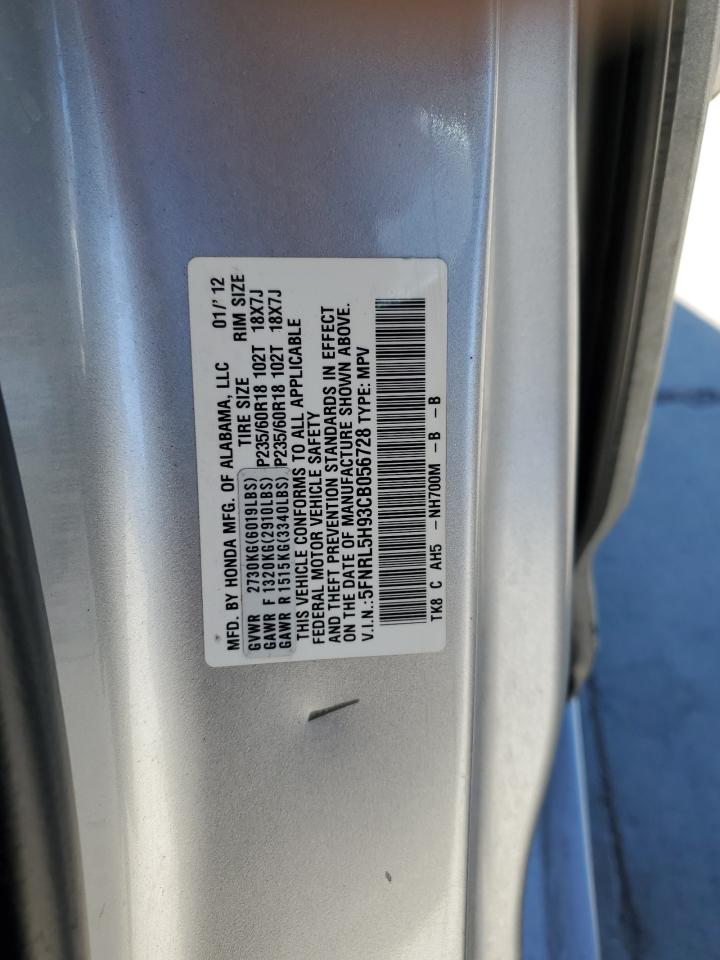 MFD. BY HONDA MFG. OF ALABAMA, LLC 01/'12
TIRE SIZE RIM SIZE
GVWR 2730KG(6019LBS)
GAWR F 1320KG(2910LBS) P235/60R18 102T 18X7J
GAWR R 1515KG(3340LBS) P235/60R18 102T 18X7J
THIS VEHICLE CONFORMS TO ALL APPLICABLE
FEDERAL MOTOR VEHICLE SAFETY
AND THEFT PREVENTION STANDARDS IN EFFECT
ON THE DATE OF MANUFACTURE SHOWN ABOVE.
V.I.N.:5FNRL5H93CB056728 TYPE: MPV
TK8 C AH5 - NH700M -B -B